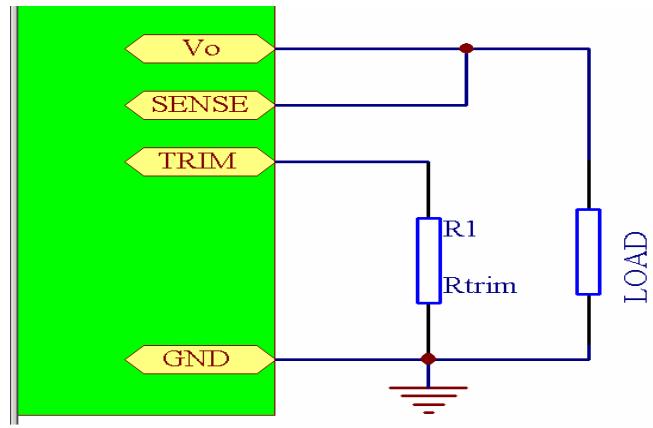 Vo
SENSE
TRIM
R1
Rtrim
LOAD
GND